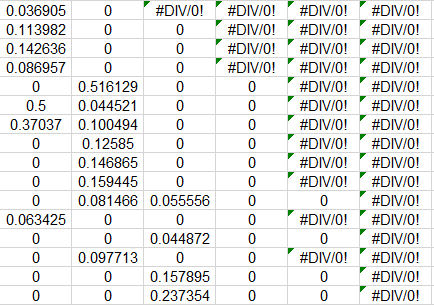 0.036905 0 #DIV/0! #DIV/0! #DIV/0! #DIV/0!
0.113982 0 0 #DIV/0! #DIV/0! #DIV/0!
0.142636 0 0 #DIV/0! #DIV/0! #DIV/0!
0.086957 0 0 #DIV/0! #DIV/0! #DIV/0!
0 0.516129 0 0 #DIV/0! #DIV/0!
0.5 0.044521 0 0 #DIV/0! #DIV/0!
0.37037 0.100494 0 0 #DIV/0! #DIV/0!
0 0.12585 0 0 #DIV/0! #DIV/0!
0 0.146865 0 0 #DIV/0! #DIV/0!
0 0.159445 0 0 #DIV/0! #DIV/0!
0 0.081466 0.055556 0 0 #DIV/0!
0.063425 0 0 0 #DIV/0! #DIV/0!
0 0 0.044872 0 0 #DIV/0!
0 0.097713 0 0 #DIV/0! #DIV/0!
0 0 0.157895 0 0 #DIV/0!
0 0 0.237354 0 0 #DIV/0!